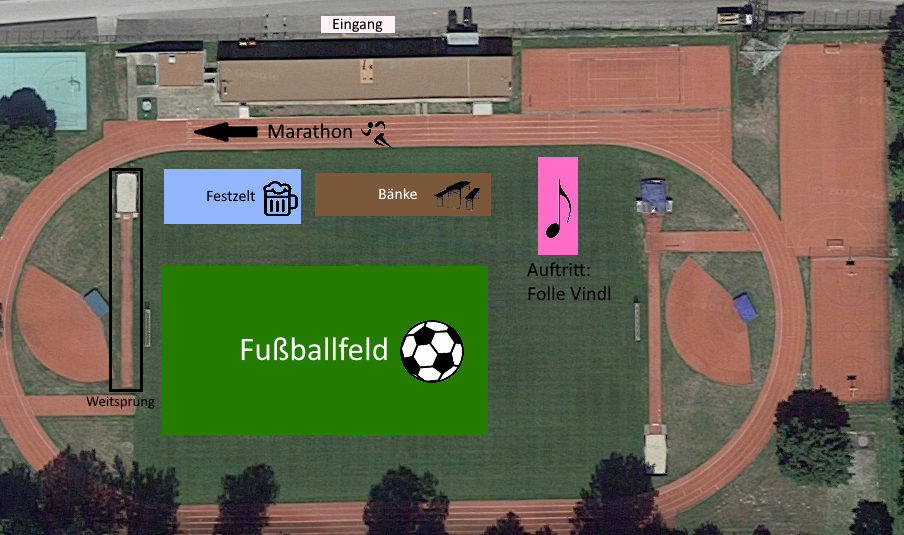 Eingang
Marathon
Festzelt
Bänke
Auftritt:
Folle Vindl
Fußballfeld
Weitsprung